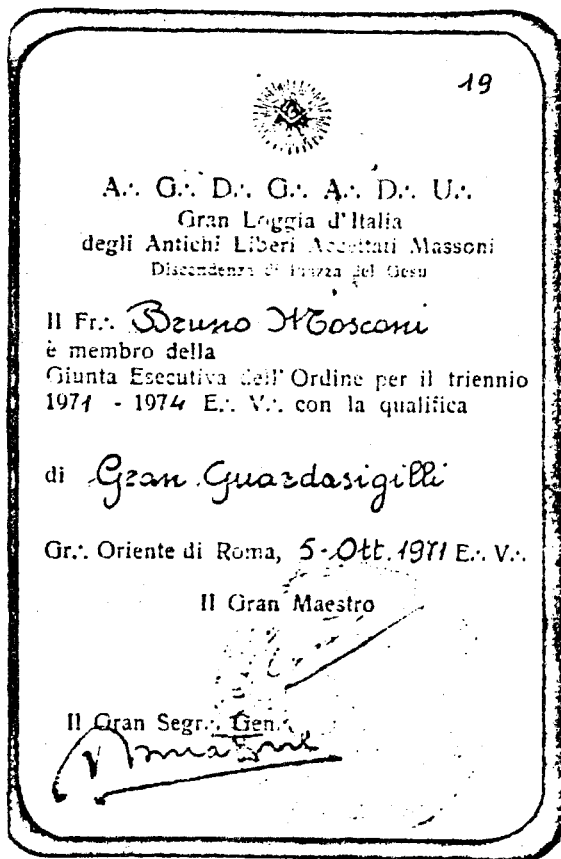 19
A∴ G∴ D∴ G∴ A∴ D∴ U∴
Gran Loggia d'Italia
degli Antichi Liberi Accettati Massoni
Discendenza di Piazza del Gesu
Il Fr∴ Bruno Mosconi
è membro della
Giunta Esecutiva dell'Ordine per il triennio
1971 - 1974 E∴ V∴ con la qualifica
di Gran Guardasigilli
Gr∴ Oriente di Roma, 5-Ott. 1971 E∴ V∴
Il Gran Maestro
Il Gran Segr∴ Gen∴